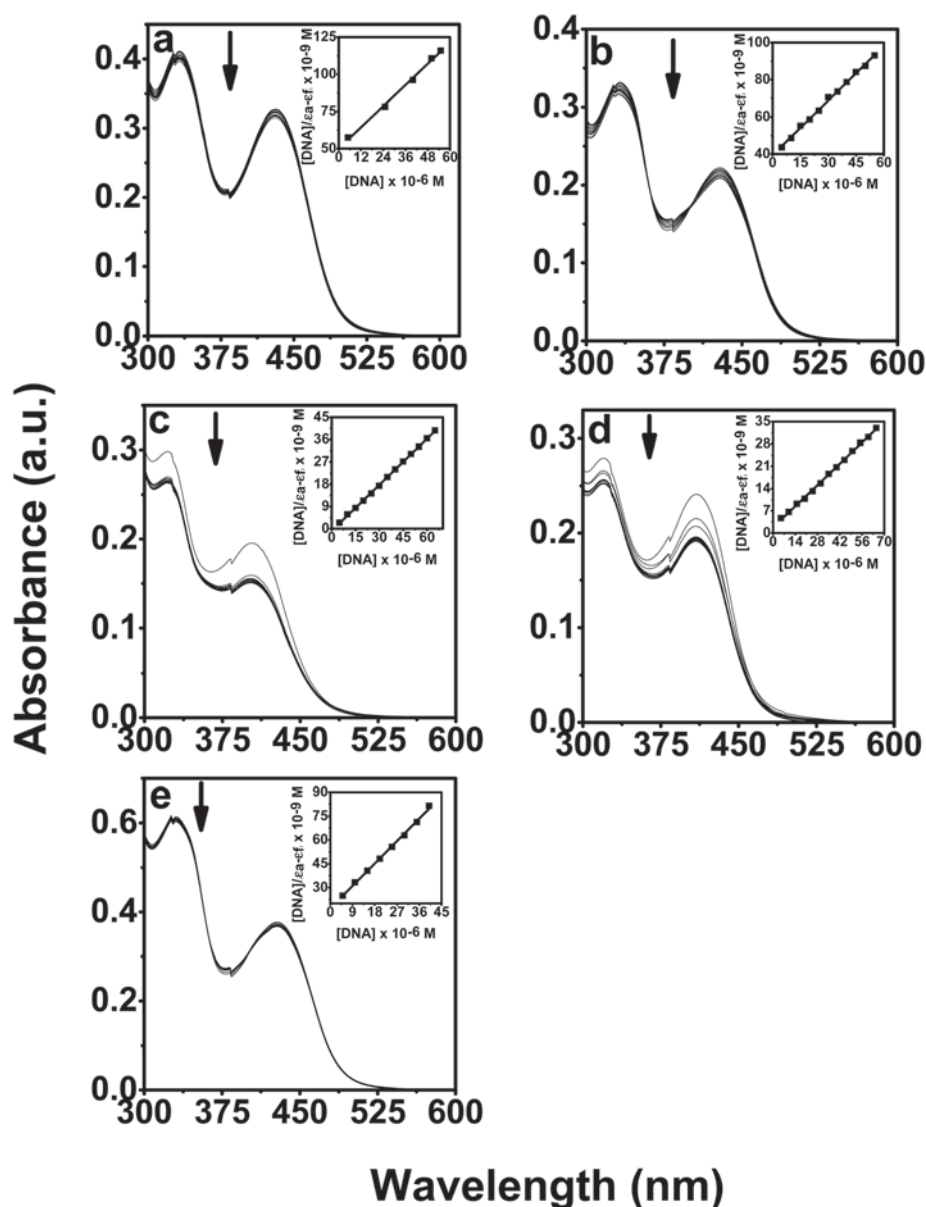 Absorbance (a.u.)
a
0.4
0.3
0.2
0.1
0.0
300 375 450 525 600
[DNA]/εa-εf. x 10-9 M
115
100
75
50
0 12 24 36 48 60
[DNA] x 10-6 M
b
0.4
0.3
0.2
0.1
0.0
300 375 450 525 600
[DNA]/εa-εf. x 10-9 M
100
80
60
40
0 15 30 45 60
[DNA] x 10-6 M
c
0.3
0.2
0.1
0.0
300 375 450 525 600
[DNA]/εa-εf. x 10-9 M
45
36
27
18
9
0
0 15 30 45 60
[DNA] x 10-6 M
d
0.3
0.2
0.1
0.0
300 375 450 525 600
[DNA]/εa-εf. x 10-9 M
35
28
21
14
7
0
0 14 28 42 56 70
[DNA] x 10-6 M
e
0.6
0.4
0.2
0.0
300 375 450 525 600
[DNA]/εa-εf. x 10-9 M
90
75
60
45
30
0 9 18 27 36 45
[DNA] x 10-6 M
Wavelength (nm)